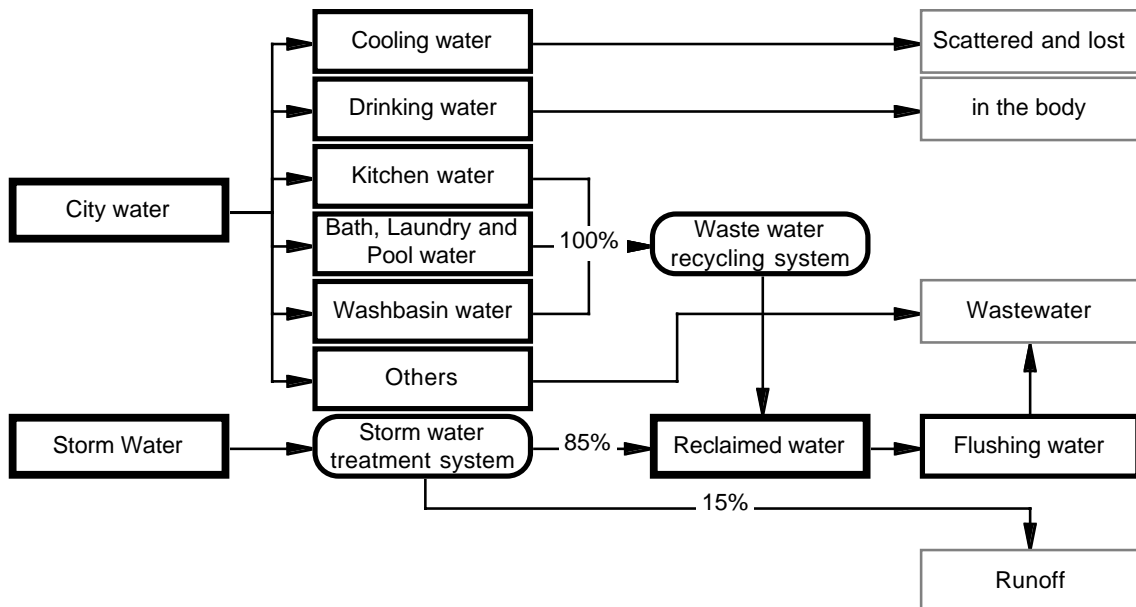 Cooling water
Scattered and lost
Drinking water
in the body
Kitchen water
City water
Bath, Laundry and
Pool water
100%
Waste water
recycling system
Washbasin water
Wastewater
Others
Storm Water
Storm water
treatment system
85%
Reclaimed water
Flushing water
15%
Runoff